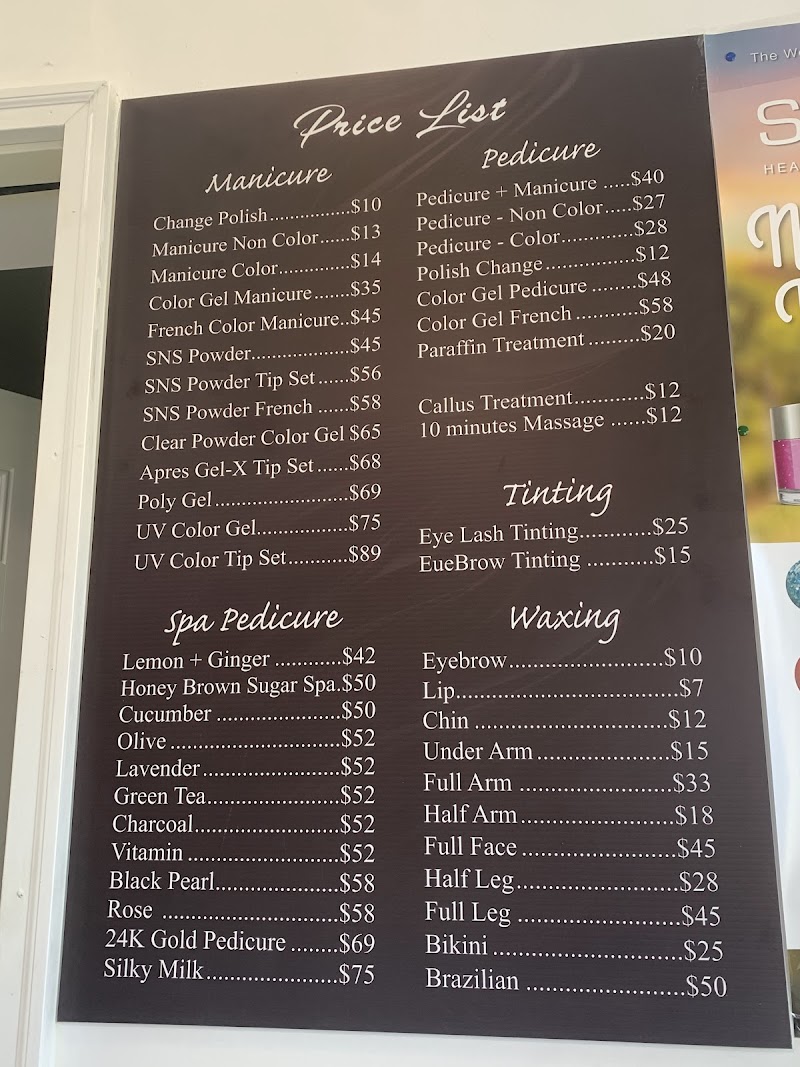 Price List
Manicure
Change Polish................$10
Manicure Non Color......$13
Manicure Color..............$14
Color Gel Manicure.......$35
French Color Manicure..$45
SNS Powder...................$45
SNS Powder Tip Set......$56
SNS Powder French ......$58
Clear Powder Color Gel $65
Apres Gel-X Tip Set......$68
Poly Gel..........................$69
UV Color Gel.................$75
UV Color Tip Set............$89
Spa Pedicure
Lemon + Ginger ...........$42
Honey Brown Sugar Spa.$50
Cucumber ....................$50
Olive ............................$52
Lavender.......................$52
Green Tea......................$52
Charcoal........................$52
Vitamin .........................$52
Black Pearl....................$58
Rose .............................$58
24K Gold Pedicure ........$69
Silky Milk......................$75
Pedicure
Pedicure + Manicure .....$40
Pedicure - Non Color.....$27
Pedicure - Color.............$28
Polish Change................$12
Color Gel Pedicure ........$48
Color Gel French ...........$58
Paraffin Treatment .........$20
Callus Treatment............$12
10 minutes Massage ......$12
Tinting
Eye Lash Tinting............$25
EueBrow Tinting ...........$15
Waxing
Eyebrow.........................$10
Lip...................................$7
Chin ...............................$12
Under Arm.....................$15
Full Arm ........................$33
Half Arm........................$18
Full Face ........................$45
Half Leg.........................$28
Full Leg .........................$45
Bikini .............................$25
Brazilian ........................$50
The